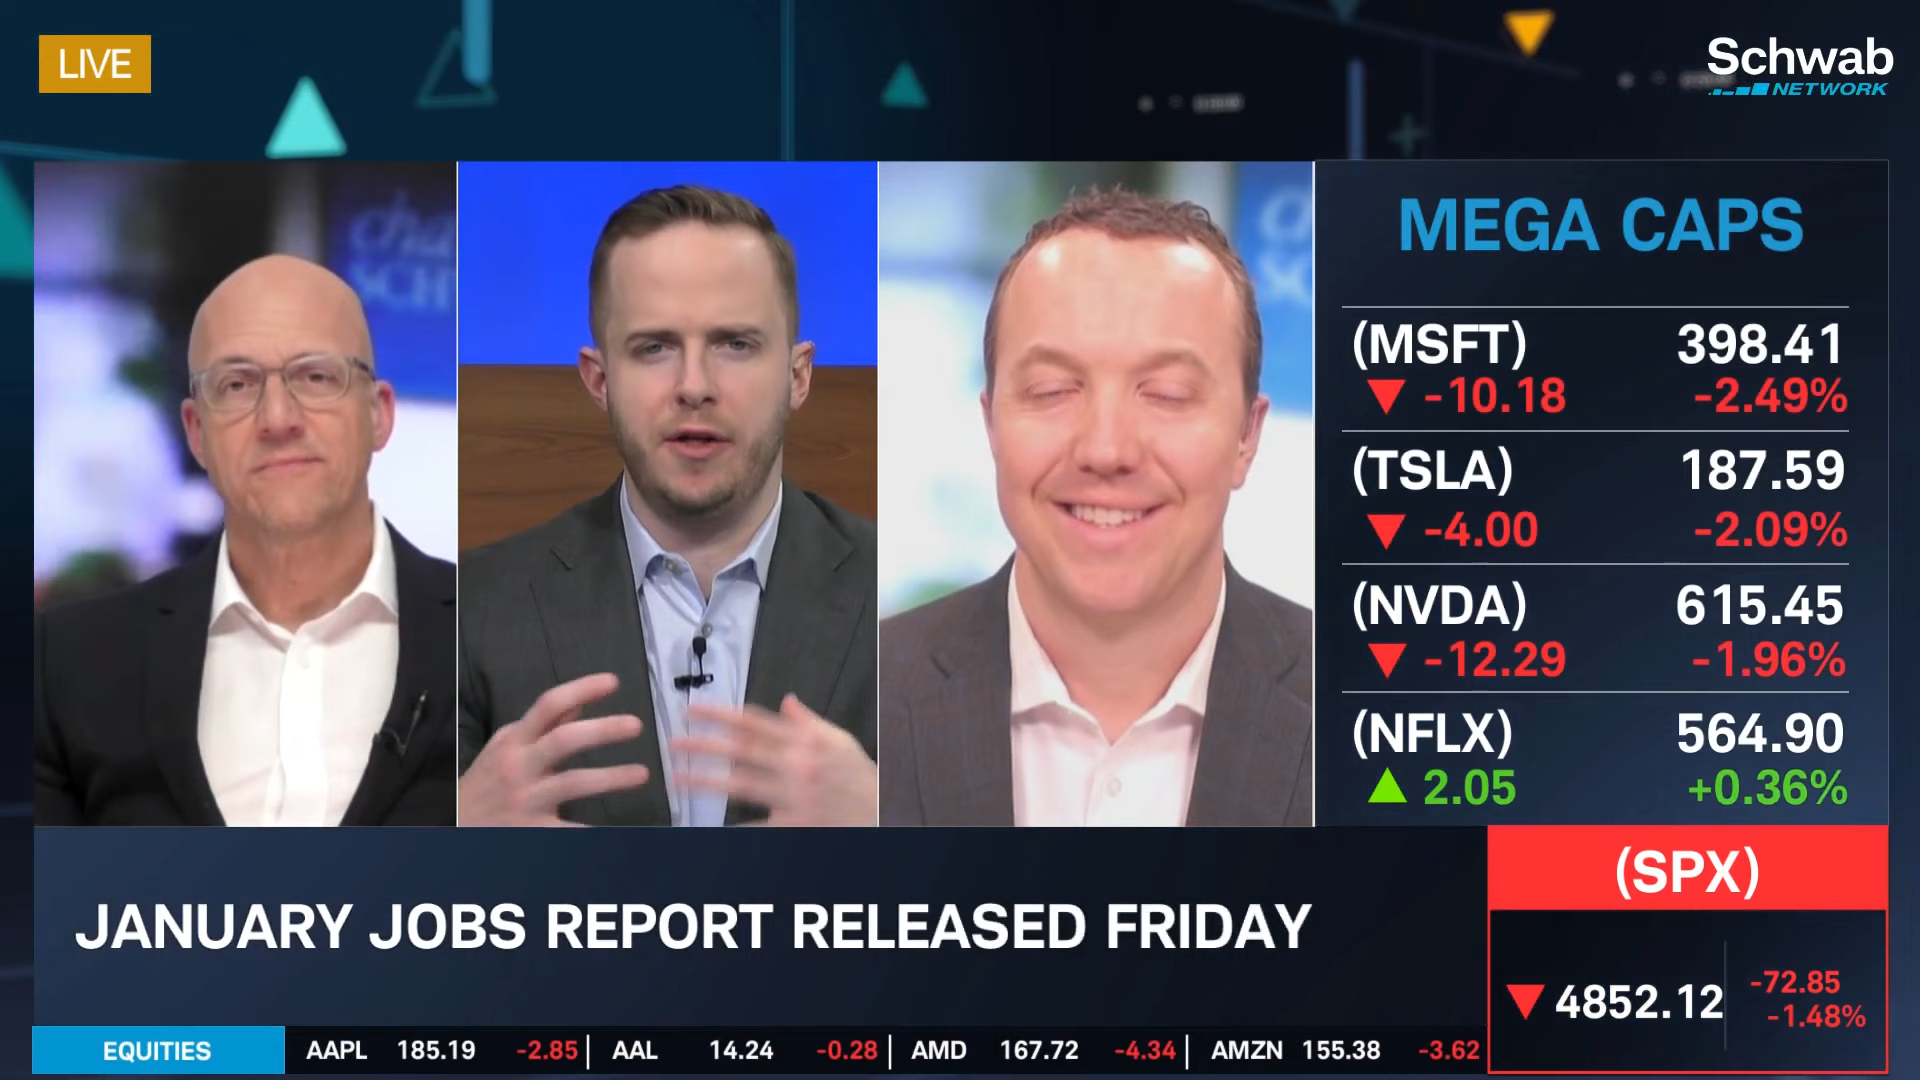 LIVE
Schwab
NETWORK
MEGA CAPS
(MSFT) 398.41
▼ -10.18 -2.49%
(TSLA) 187.59
▼ -4.00 -2.09%
(NVDA) 615.45
▼ -12.29 -1.96%
(NFLX) 564.90
▲ 2.05 +0.36%
JANUARY JOBS REPORT RELEASED FRIDAY
(SPX)
▼ 4852.12 -72.85
-1.48%
EQUITIES AAPL 185.19 -2.85 AAL 14.24 -0.28 AMD 167.72 -4.34 AMZN 155.38 -3.62